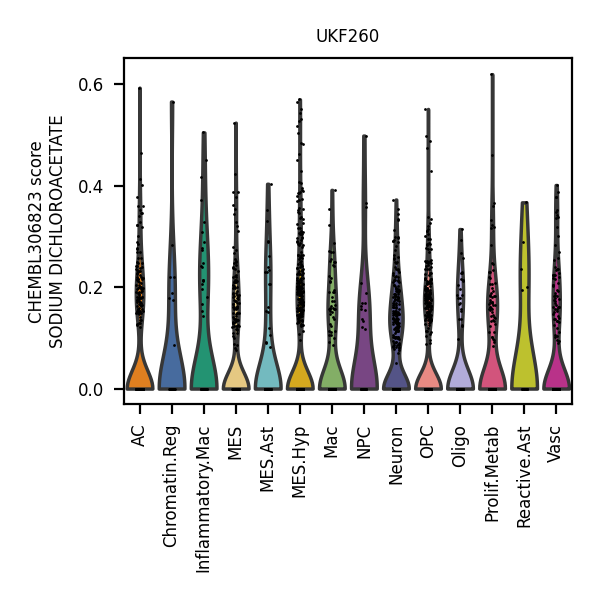 UKF260
CHEMBL306823 score
SODIUM DICHLOROACETATE
0.6
0.4
0.2
0.0
AC
Chromatin.Reg
Inflammatory.Mac
MES
MES.Ast
MES.Hyp
Mac
NPC
Neuron
OPC
Oligo
Prolif.Metab
Reactive.Ast
Vasc